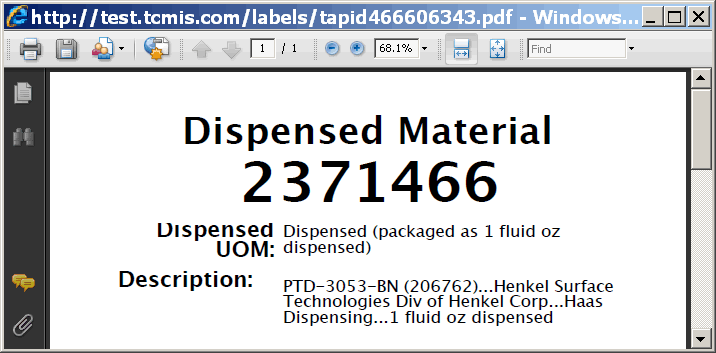 http://test.tcmis.com/labels/tapid466606343.pdf - Windows...
1 / 1
68.1%
Find
Dispensed Material
2371466
Dispensed UOM:
Dispensed (packaged as 1 fluid oz
dispensed)
Description:
PTD-3053-BN (206762)...Henkel Surface
Technologies Div of Henkel Corp...Haas
Dispensing...1 fluid oz dispensed